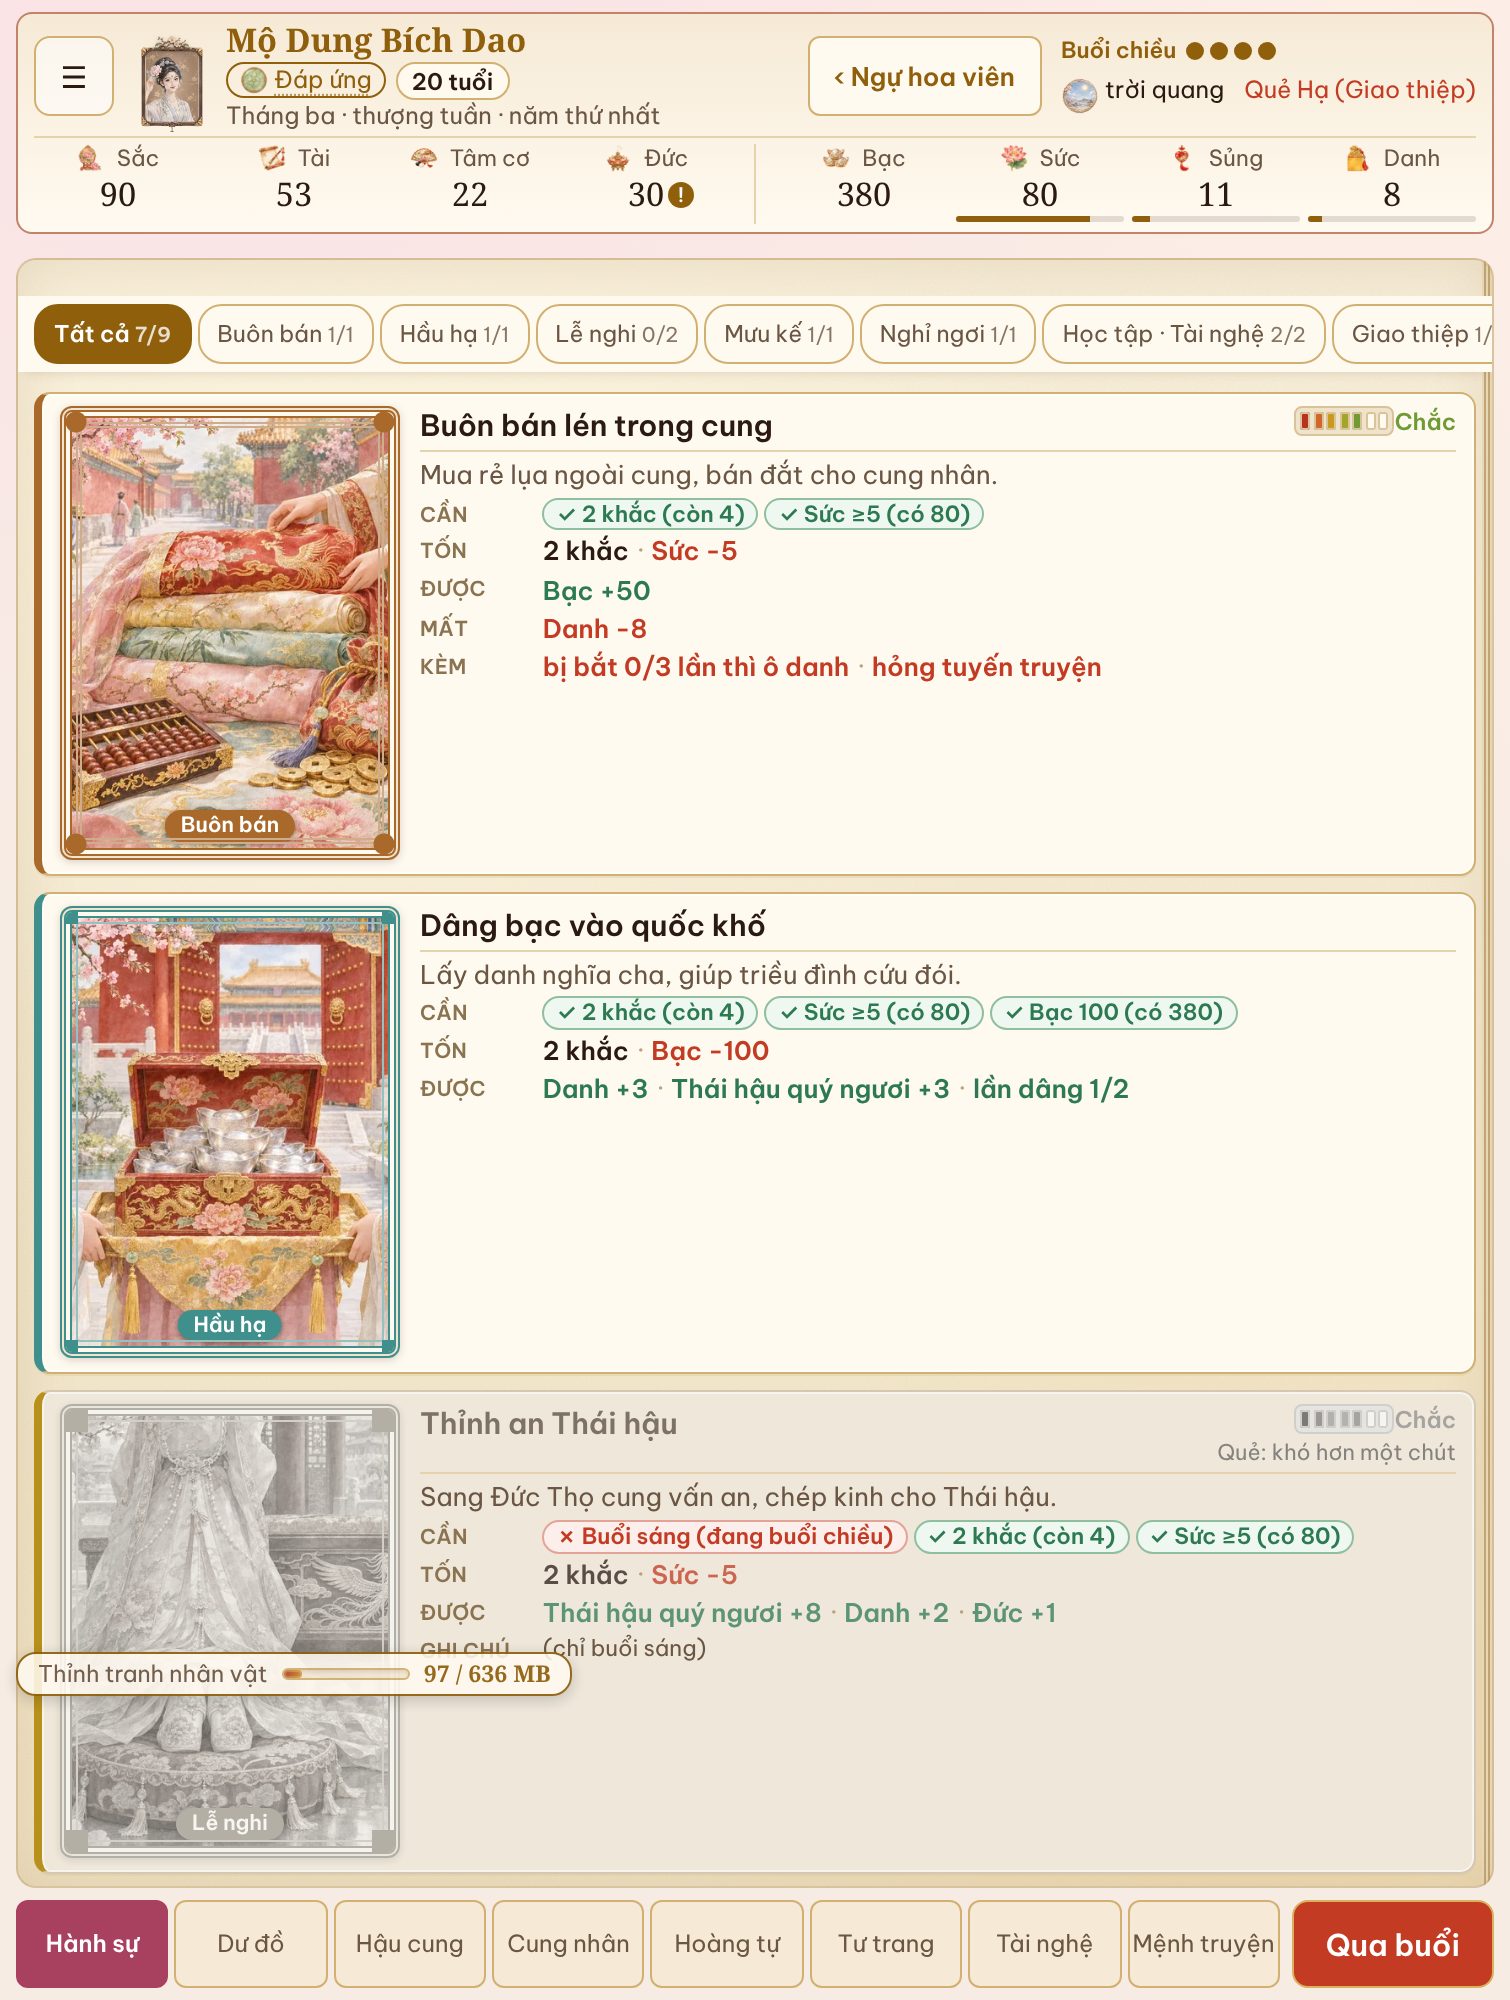 ☰
Mộ Dung Bích Dao
Đáp ứng
20 tuổi
Tháng ba · thượng tuần · năm thứ nhất
‹ Ngự hoa viên
Buổi chiều
trời quang
Quẻ Hạ (Giao thiệp)
Sắc
90
Tài
53
Tâm cơ
22
Đức
30 !
Bạc
380
Sức
80
Sủng
11
Danh
8
Tất cả 7/9
Buôn bán 1/1
Hầu hạ 1/1
Lễ nghi 0/2
Mưu kế 1/1
Nghỉ ngơi 1/1
Học tập · Tài nghệ 2/2
Giao thiệp 1/
Buôn bán
Buôn bán lén trong cung
Chắc
Mua rẻ lụa ngoài cung, bán đắt cho cung nhân.
CẦN ✓ 2 khắc (còn 4) ✓ Sức ≥5 (có 80)
TỐN 2 khắc · Sức -5
ĐƯỢC Bạc +50
MẤT Danh -8
KÈM bị bắt 0/3 lần thì ô danh · hỏng tuyến truyện
Hầu hạ
Dâng bạc vào quốc khố
Lấy danh nghĩa cha, giúp triều đình cứu đói.
CẦN ✓ 2 khắc (còn 4) ✓ Sức ≥5 (có 80) ✓ Bạc 100 (có 380)
TỐN 2 khắc · Bạc -100
ĐƯỢC Danh +3 · Thái hậu quý ngươi +3 · lần dâng 1/2
Lễ nghi
Thỉnh an Thái hậu
Chắc
Quẻ: khó hơn một chút
Sang Đức Thọ cung vấn an, chép kinh cho Thái hậu.
CẦN × Buổi sáng (đang buổi chiều) ✓ 2 khắc (còn 4) ✓ Sức ≥5 (có 80)
TỐN 2 khắc · Sức -5
ĐƯỢC Thái hậu quý ngươi +8 · Danh +2 · Đức +1
GHI CHÚ (chỉ buổi sáng)
Thỉnh tranh nhân vật 97 / 636 MB
Hành sự
Dư đồ
Hậu cung
Cung nhân
Hoàng tự
Tư trang
Tài nghệ
Mệnh truyện
Qua buổi